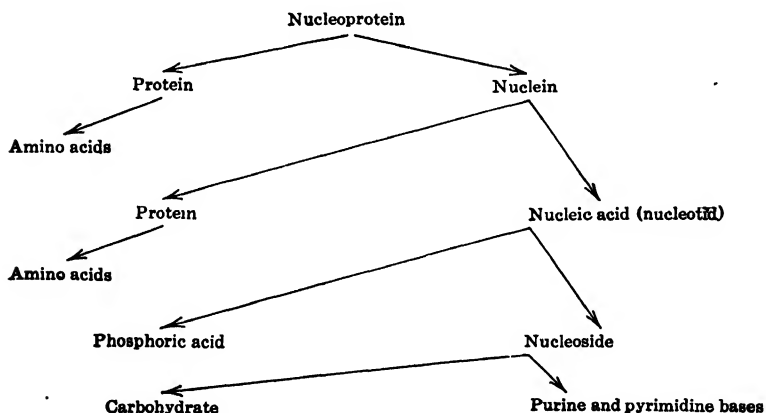 Nucleoprotein
Protein
Nuclein
Amino acids
Protein
Nucleic acid
Amino acids
Phosphoric acid
Nucleoside
Carbohydrate
Purine and pyrimidine bases